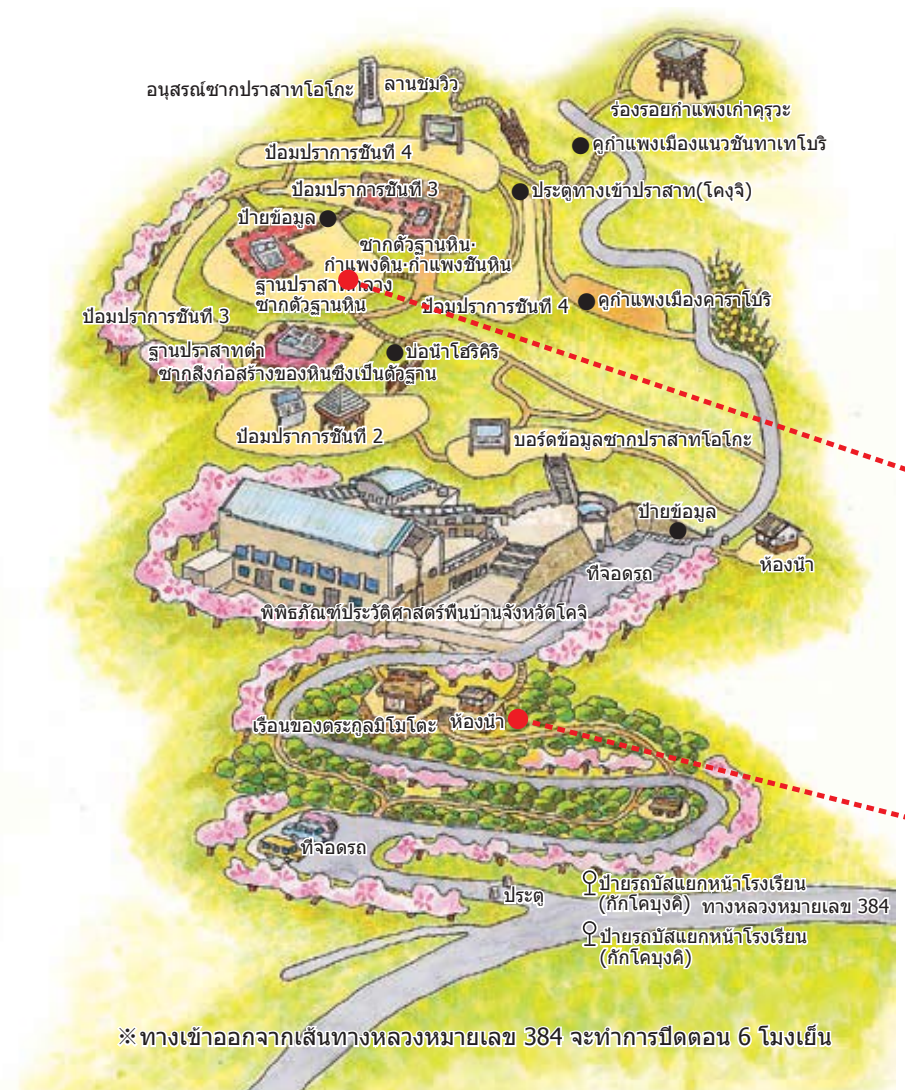 อนุสรณ์ซากปราสาทโอโกะ
ลานชมวิว
ร่องรอยกำแพงเก่าคุรุวะ
คูกำแพงเมืองแนวชันทาเทโบริ
ป้อมปราการชั้นที่ 4
ป้อมปราการชั้นที่ 3
ประตูทางเข้าปราสาท(โคงุจิ)
ป้ายข้อมูล
ซากตัวฐานหิน·
กำแพงดิน·กำแพงชั้นหิน
ซากตัวฐานหิน
ป้อมปราการชั้นที่ 4
คูกำแพงเมืองคาราโบริ
ป้อมปราการชั้นที่ 3
ฐานปราสาทต่ำ
ซากสิ่งก่อสร้างของหินซึ่งเป็นตัวฐาน
บ่อน้ำโฮริคิริ
ป้อมปราการชั้นที่ 2
บอร์ดข้อมูลซากปราสาทโอโกะ
ป้ายข้อมูล
ห้องน้ำ
ที่จอดรถ
พิพิธภัณฑ์ประวัติศาสตร์พื้นบ้านจังหวัดโคจิ
เรือนของตระกูลมิโมโตะ
ห้องน้ำ
ที่จอดรถ
ประตู
ป้ายรถบัสแยกหน้าโรงเรียน
(กักโคบุงคิ)
ทางหลวงหมายเลข 384
ป้ายรถบัสแยกหน้าโรงเรียน
(กักโคบุงคิ)
※ทางเข้าออกจากเส้นทางหลวงหมายเลข 384 จะทำการปิดตอน 6 โมงเย็น